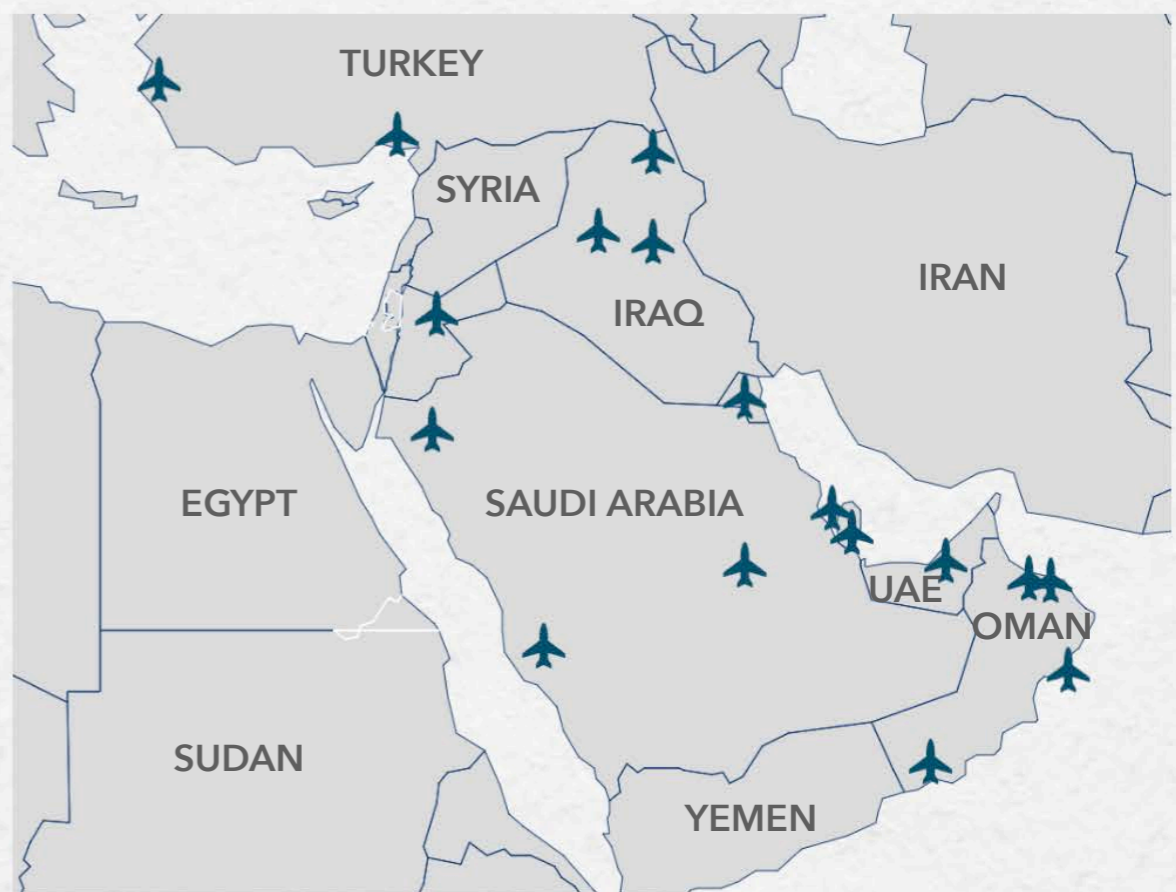 TURKEY
SYRIA
IRAN
IRAQ
EGYPT
SAUDI ARABIA
UAE
OMAN
SUDAN
YEMEN